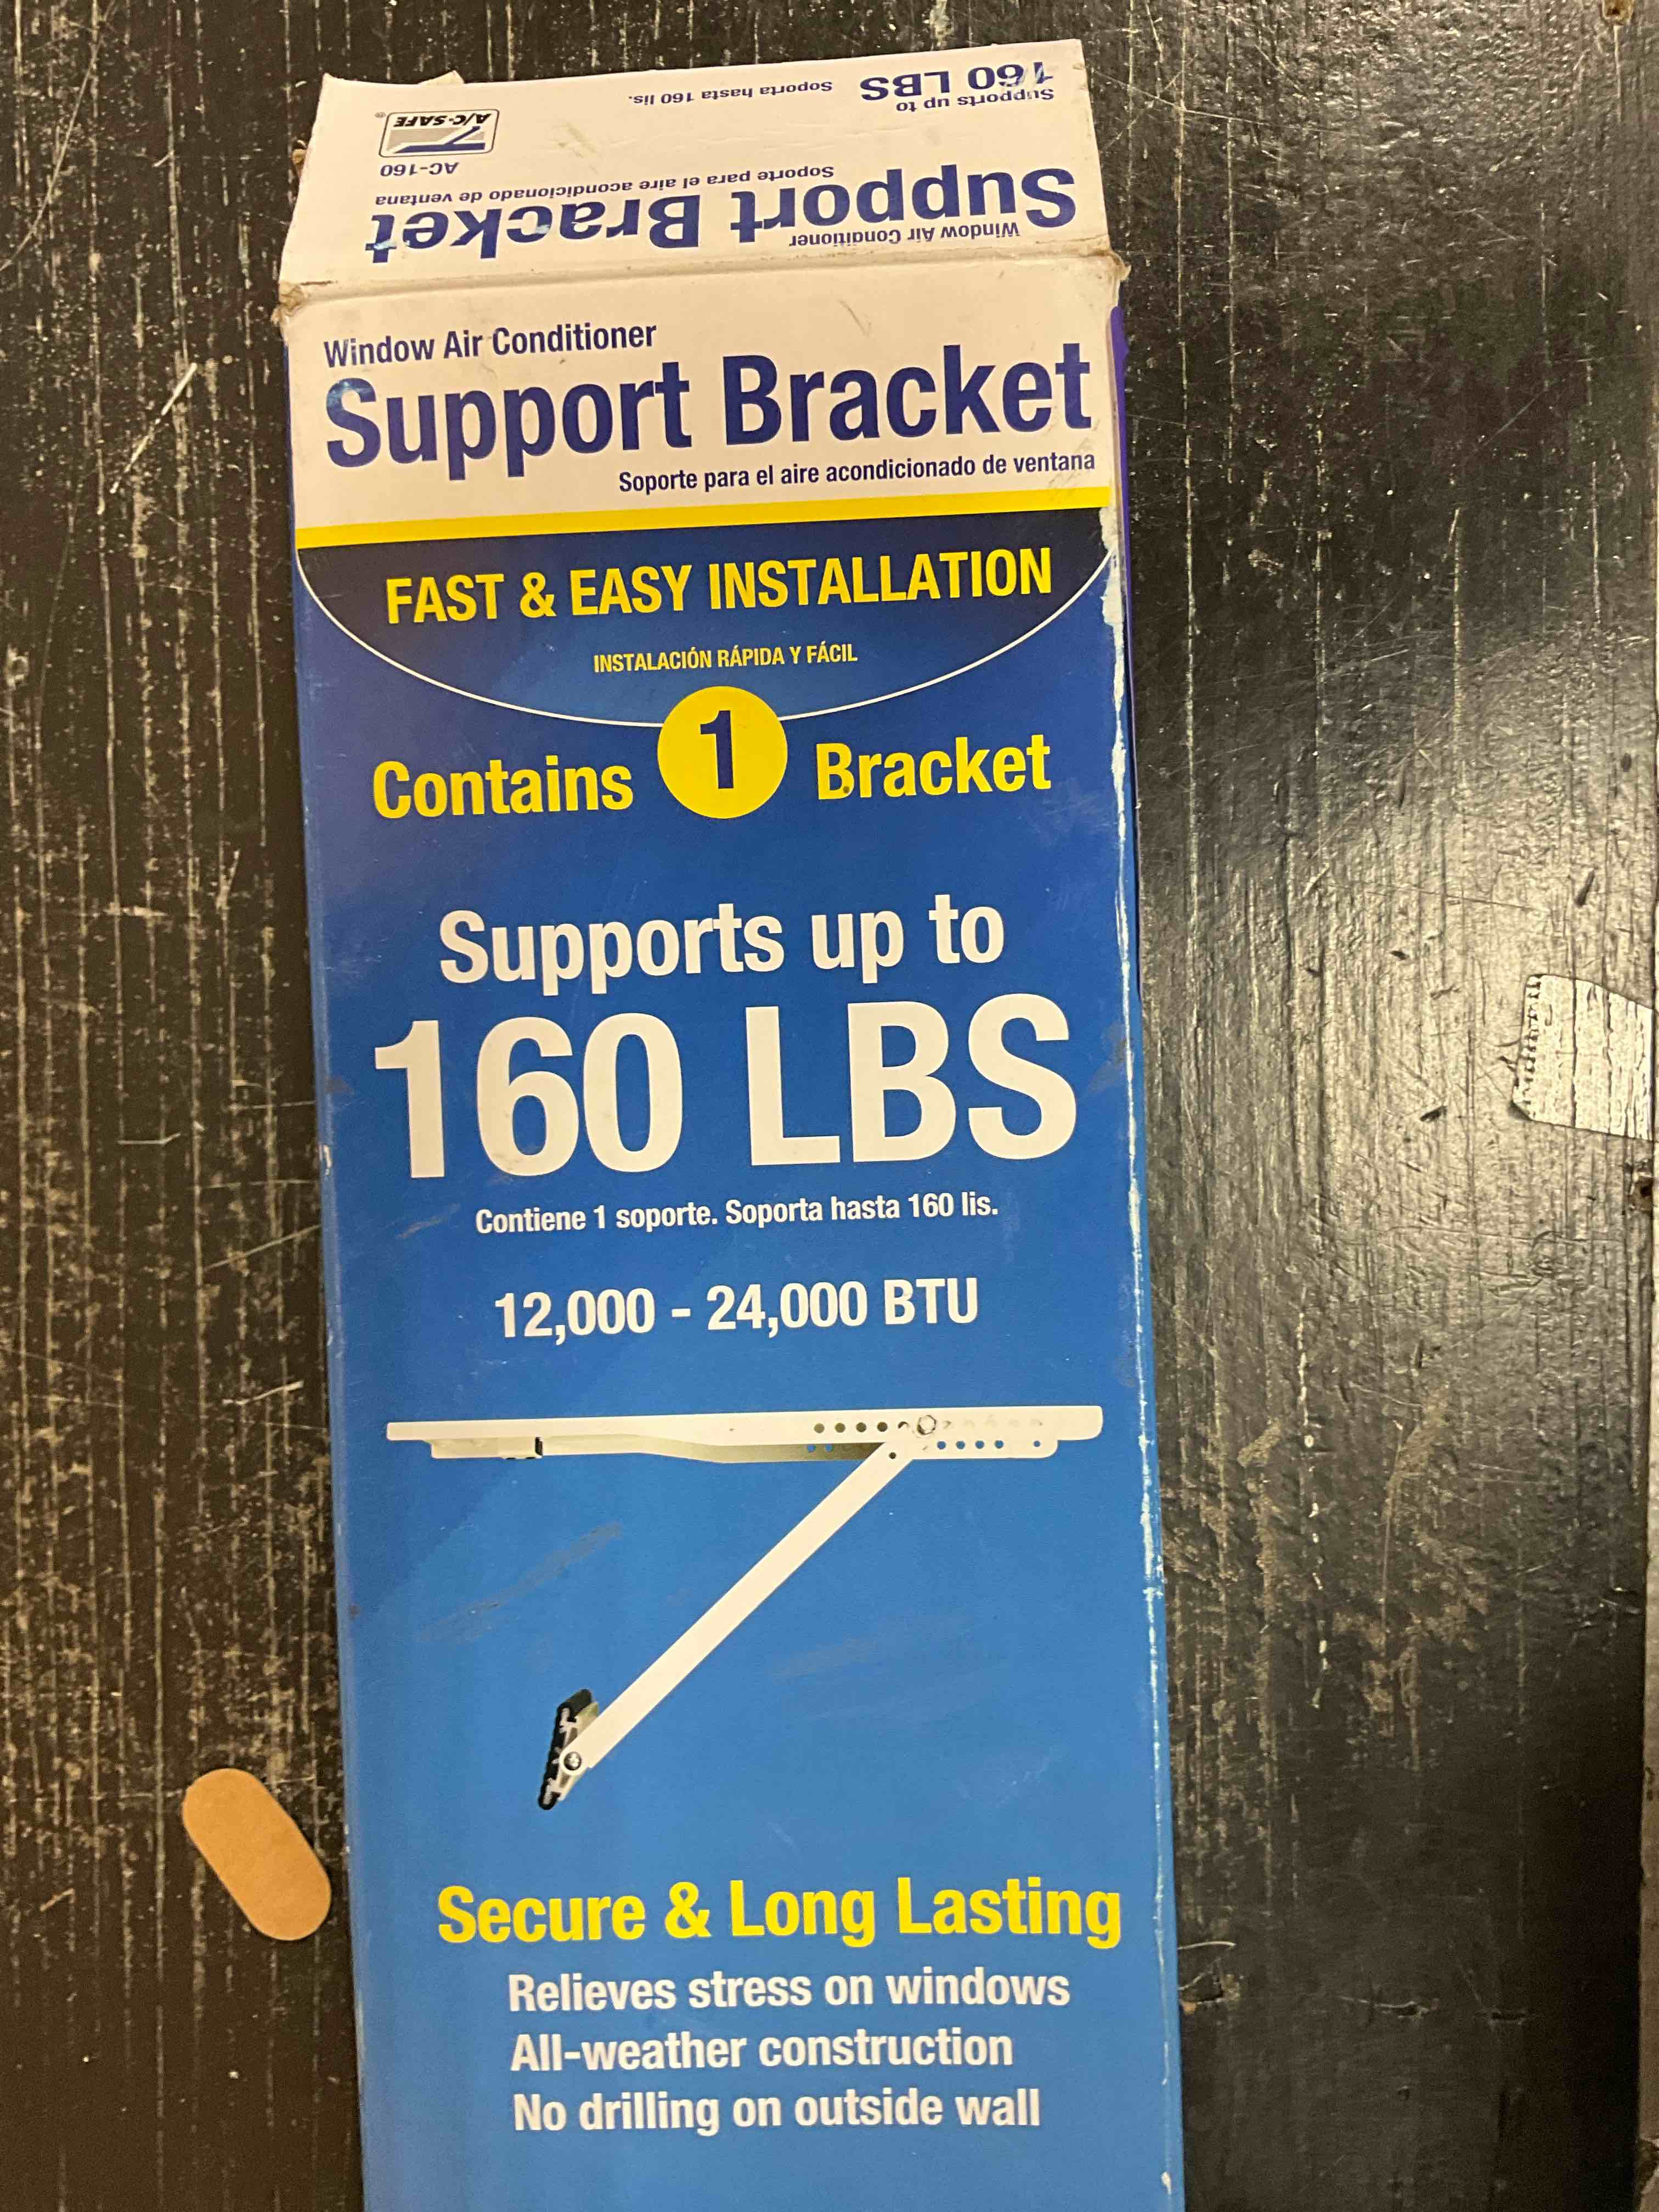 Window Air Conditioner
Support Bracket
Soporte para el aire acondicionado de ventana
AC-160
A/C-SAFE®
Supports up to
160 LBS
Soporta hasta 160 lis.
Window Air Conditioner
Support Bracket
Soporte para el aire acondicionado de ventana
FAST & EASY INSTALLATION
INSTALACIÓN RÁPIDA Y FÁCIL
Contains 1 Bracket
Supports up to
160 LBS
Contiene 1 soporte. Soporta hasta 160 lis.
12,000 - 24,000 BTU
Secure & Long Lasting
Relieves stress on windows
All-weather construction
No drilling on outside wall